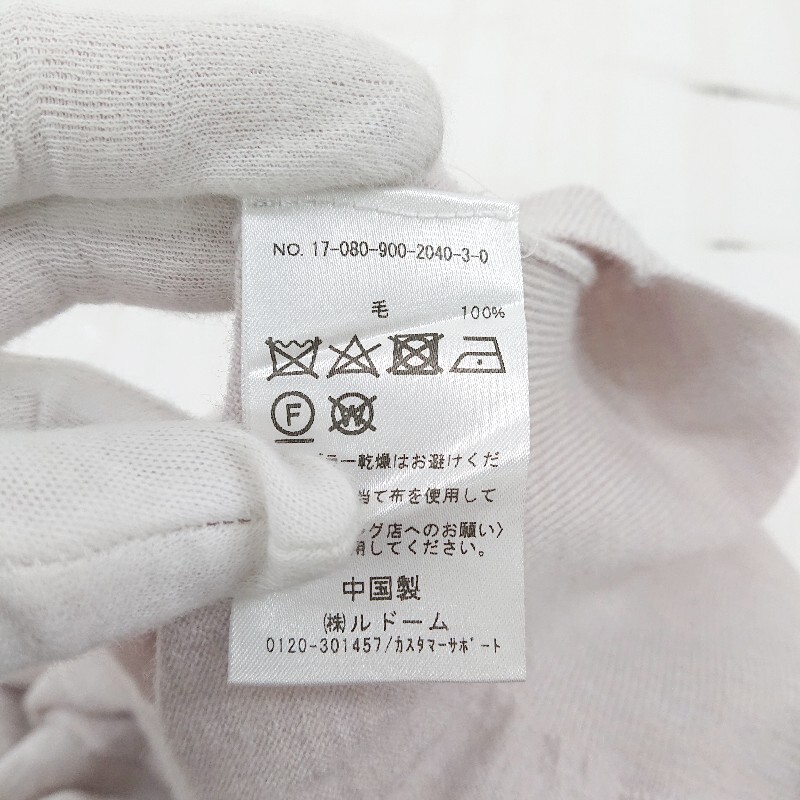 NO. 17-080-900-2040-3-0
毛 100%
F W
ラー乾燥はお避けくだ
当て布を使用して
グ店へのお願い〉
用してください。
中国製
㈱ルドーム
0120-301457/カスタマーサポート